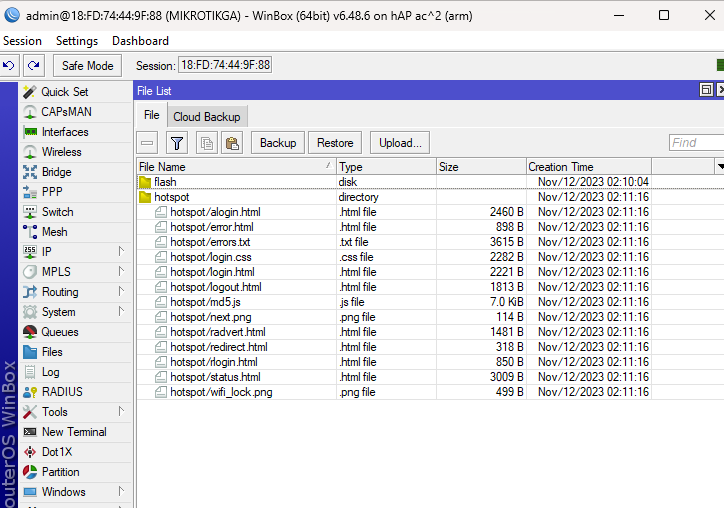 admin@18:FD:74:44:9F:88 (MIKROTIKGA) - WinBox (64bit) v6.48.6 on hAP ac^2 (arm)
Session Settings Dashboard
Safe Mode Session: 18:FD:74:44:9F:88
Quick Set
CAPsMAN
Interfaces
Wireless
Bridge
PPP
Switch
Mesh
IP
MPLS
Routing
System
Queues
Files
Log
RADIUS
Tools
New Terminal
Dot1X
Partition
Windows
outerOS WinBox
File List
File Cloud Backup
Backup Restore Upload... Find
File Name Type Size Creation Time
flash disk Nov/12/2023 02:10:04
hotspot directory Nov/12/2023 02:11:16
hotspot/alogin.html .html file 2460 B Nov/12/2023 02:11:16
hotspot/error.html .html file 898 B Nov/12/2023 02:11:16
hotspot/errors.txt .txt file 3615 B Nov/12/2023 02:11:16
hotspot/login.css .css file 2282 B Nov/12/2023 02:11:16
hotspot/login.html .html file 2221 B Nov/12/2023 02:11:16
hotspot/logout.html .html file 1813 B Nov/12/2023 02:11:16
hotspot/md5.js .js file 7.0 KiB Nov/12/2023 02:11:16
hotspot/next.png .png file 114 B Nov/12/2023 02:11:16
hotspot/radvert.html .html file 1481 B Nov/12/2023 02:11:16
hotspot/redirect.html .html file 318 B Nov/12/2023 02:11:16
hotspot/rlogin.html .html file 850 B Nov/12/2023 02:11:16
hotspot/status.html .html file 3009 B Nov/12/2023 02:11:16
hotspot/wifi_lock.png .png file 499 B Nov/12/2023 02:11:16